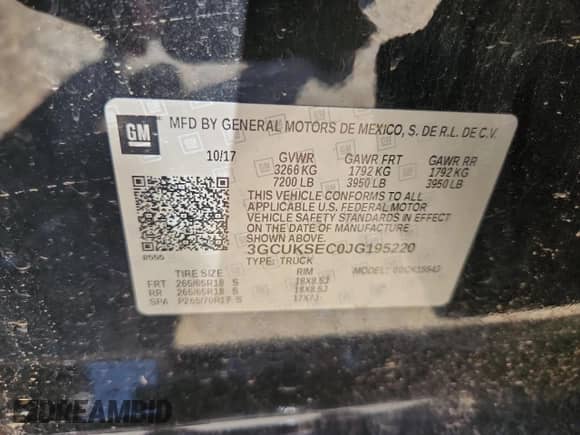 GM
MFD BY GENERAL MOTORS DE MEXICO, S. DE R.L. DE C.V.
10/17 GVWR GAWR FRT GAWR RR
3266 KG 1792 KG 1792 KG
7200 LB 3950 LB 3950 LB
THIS VEHICLE CONFORMS TO ALL
APPLICABLE U.S. FEDERAL MOTOR
VEHICLE SAFETY STANDARDS IN EFFECT ON
THE DATE OF MANUFACTURE SHOWN ABOVE.
3GCUKSEC0JG195220
TYPE: TRUCK MODEL:
TIRE SIZE RIM
FRT 265/65R18 S 18X8.5J
RR 265/65R18 S 18X8.5J
SPA P265/70R17 S 17X7J
DREAMBID